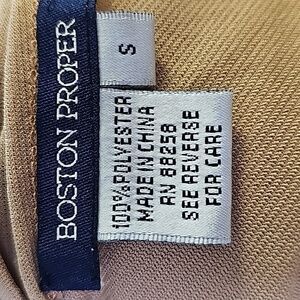 BOSTON PROPER
S
100% POLYESTER
MADE IN CHINA
RN 88258
SEE REVERSE
FOR CARE